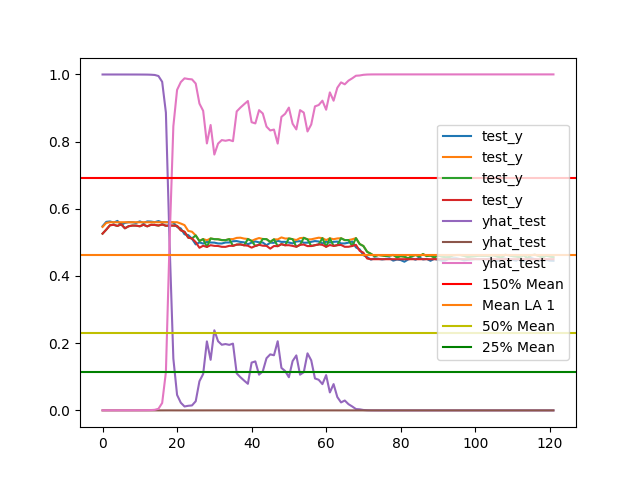 1.0
0.8
0.6
0.4
0.2
0.0
0
20
40
60
80
100
120
test_y
test_y
test_y
test_y
yhat_test
yhat_test
yhat_test
150% Mean
Mean LA 1
50% Mean
25% Mean